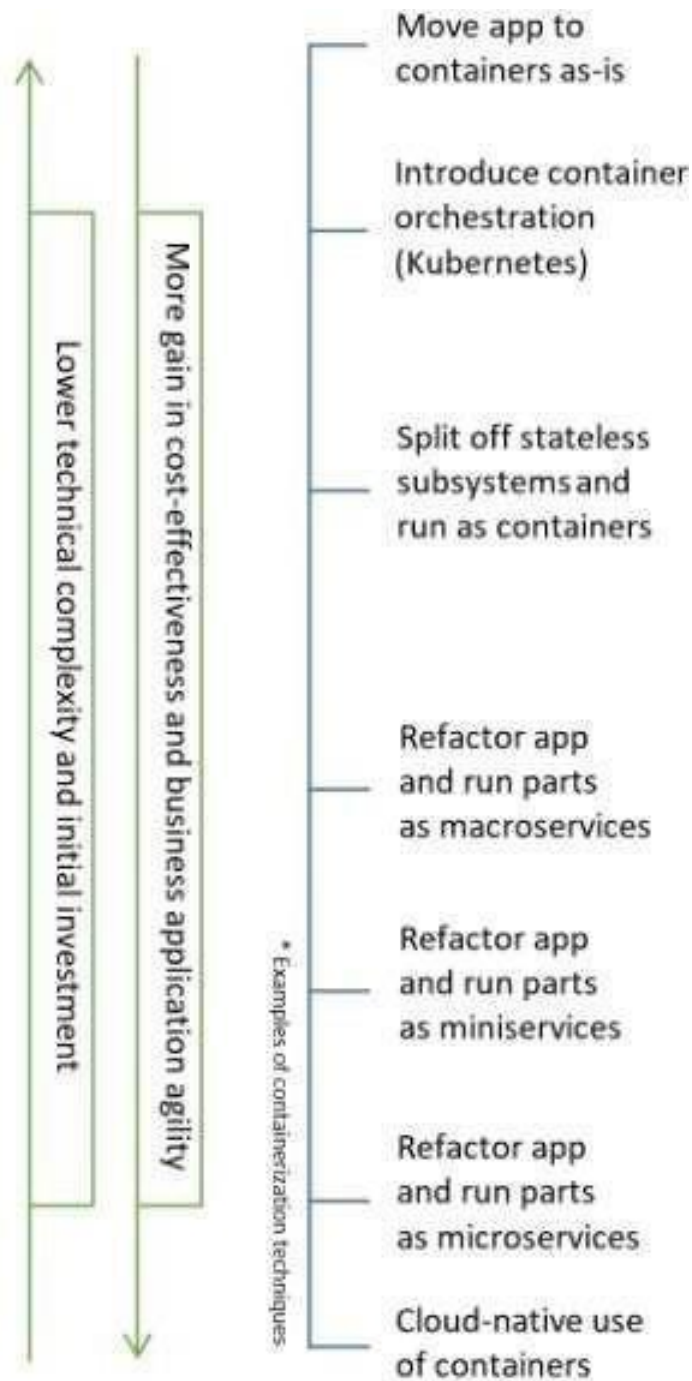 Move app to
containers as-is
Introduce container
orchestration
(Kubernetes)
Split off stateless
subsystems and
run as containers
Refactor app
and run parts
as macroservices
Refactor app
and run parts
as miniservices
Refactor app
and run parts
as microservices
Cloud-native use
of containers
Lower technical complexity and initial investment
More gain in cost-effectiveness and business application agility
* Examples of containerization techniques